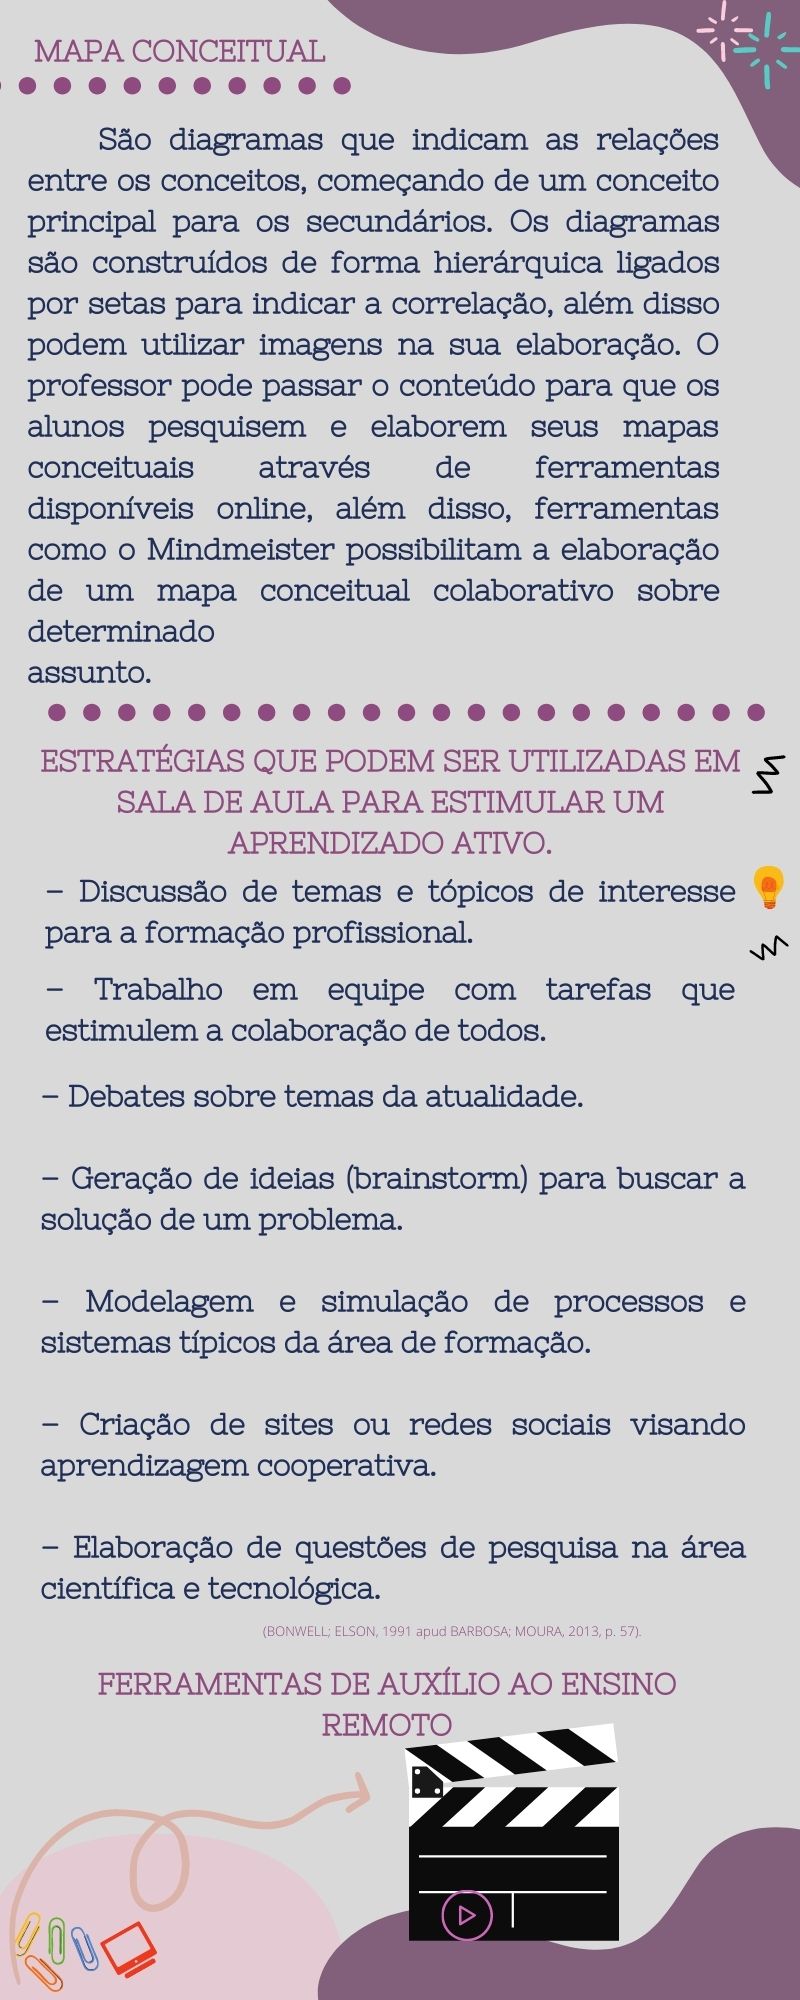 MAPA CONCEITUAL
São diagramas que indicam as relações
entre os conceitos, começando de um conceito
principal para os secundários. Os diagramas
são construídos de forma hierárquica ligados
por setas para indicar a correlação, além disso
podem utilizar imagens na sua elaboração. O
professor pode passar o conteúdo para que os
alunos pesquisem e elaborem seus mapas
conceituais através de ferramentas
disponíveis online, além disso, ferramentas
como o Mindmeister possibilitam a elaboração
de um mapa conceitual colaborativo sobre
determinado
assunto.
ESTRATÉGIAS QUE PODEM SER UTILIZADAS EM
SALA DE AULA PARA ESTIMULAR UM
APRENDIZADO ATIVO.
– Discussão de temas e tópicos de interesse
para a formação profissional.
– Trabalho em equipe com tarefas que
estimulem a colaboração de todos.
– Debates sobre temas da atualidade.
– Geração de ideias (brainstorm) para buscar a
solução de um problema.
– Modelagem e simulação de processos e
sistemas típicos da área de formação.
– Criação de sites ou redes sociais visando
aprendizagem cooperativa.
– Elaboração de questões de pesquisa na área
científica e tecnológica.
(BONWELL; ELSON, 1991 apud BARBOSA; MOURA, 2013, p. 57).
FERRAMENTAS DE AUXÍLIO AO ENSINO
REMOTO